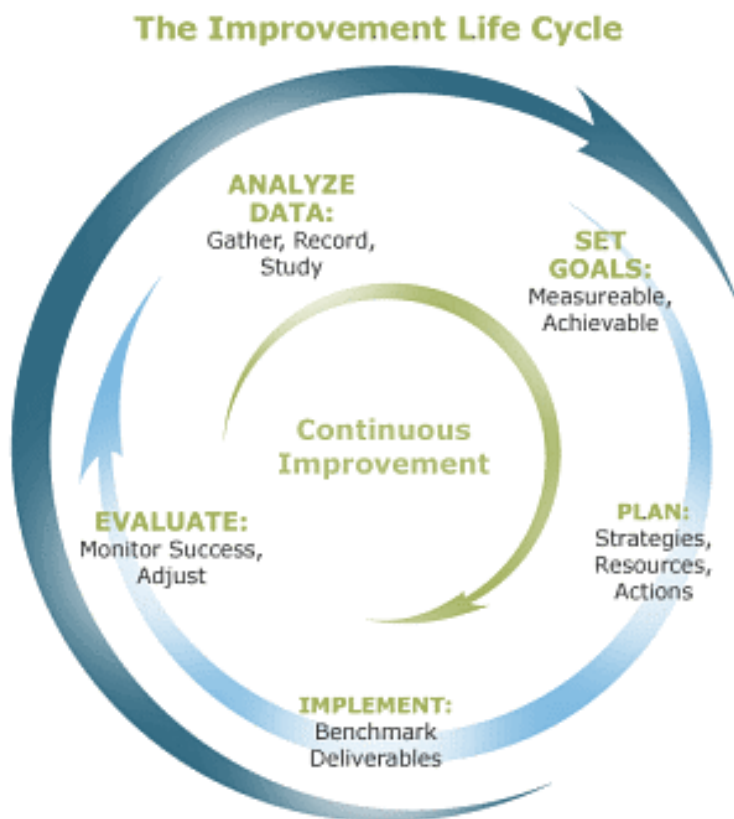 The Improvement Life Cycle
ANALYZE
DATA:
Gather, Record,
Study
SET
GOALS:
Measureable,
Achievable
Continuous
Improvement
PLAN:
Strategies,
Resources,
Actions
IMPLEMENT:
Benchmark
Deliverables
EVALUATE:
Monitor Success,
Adjust